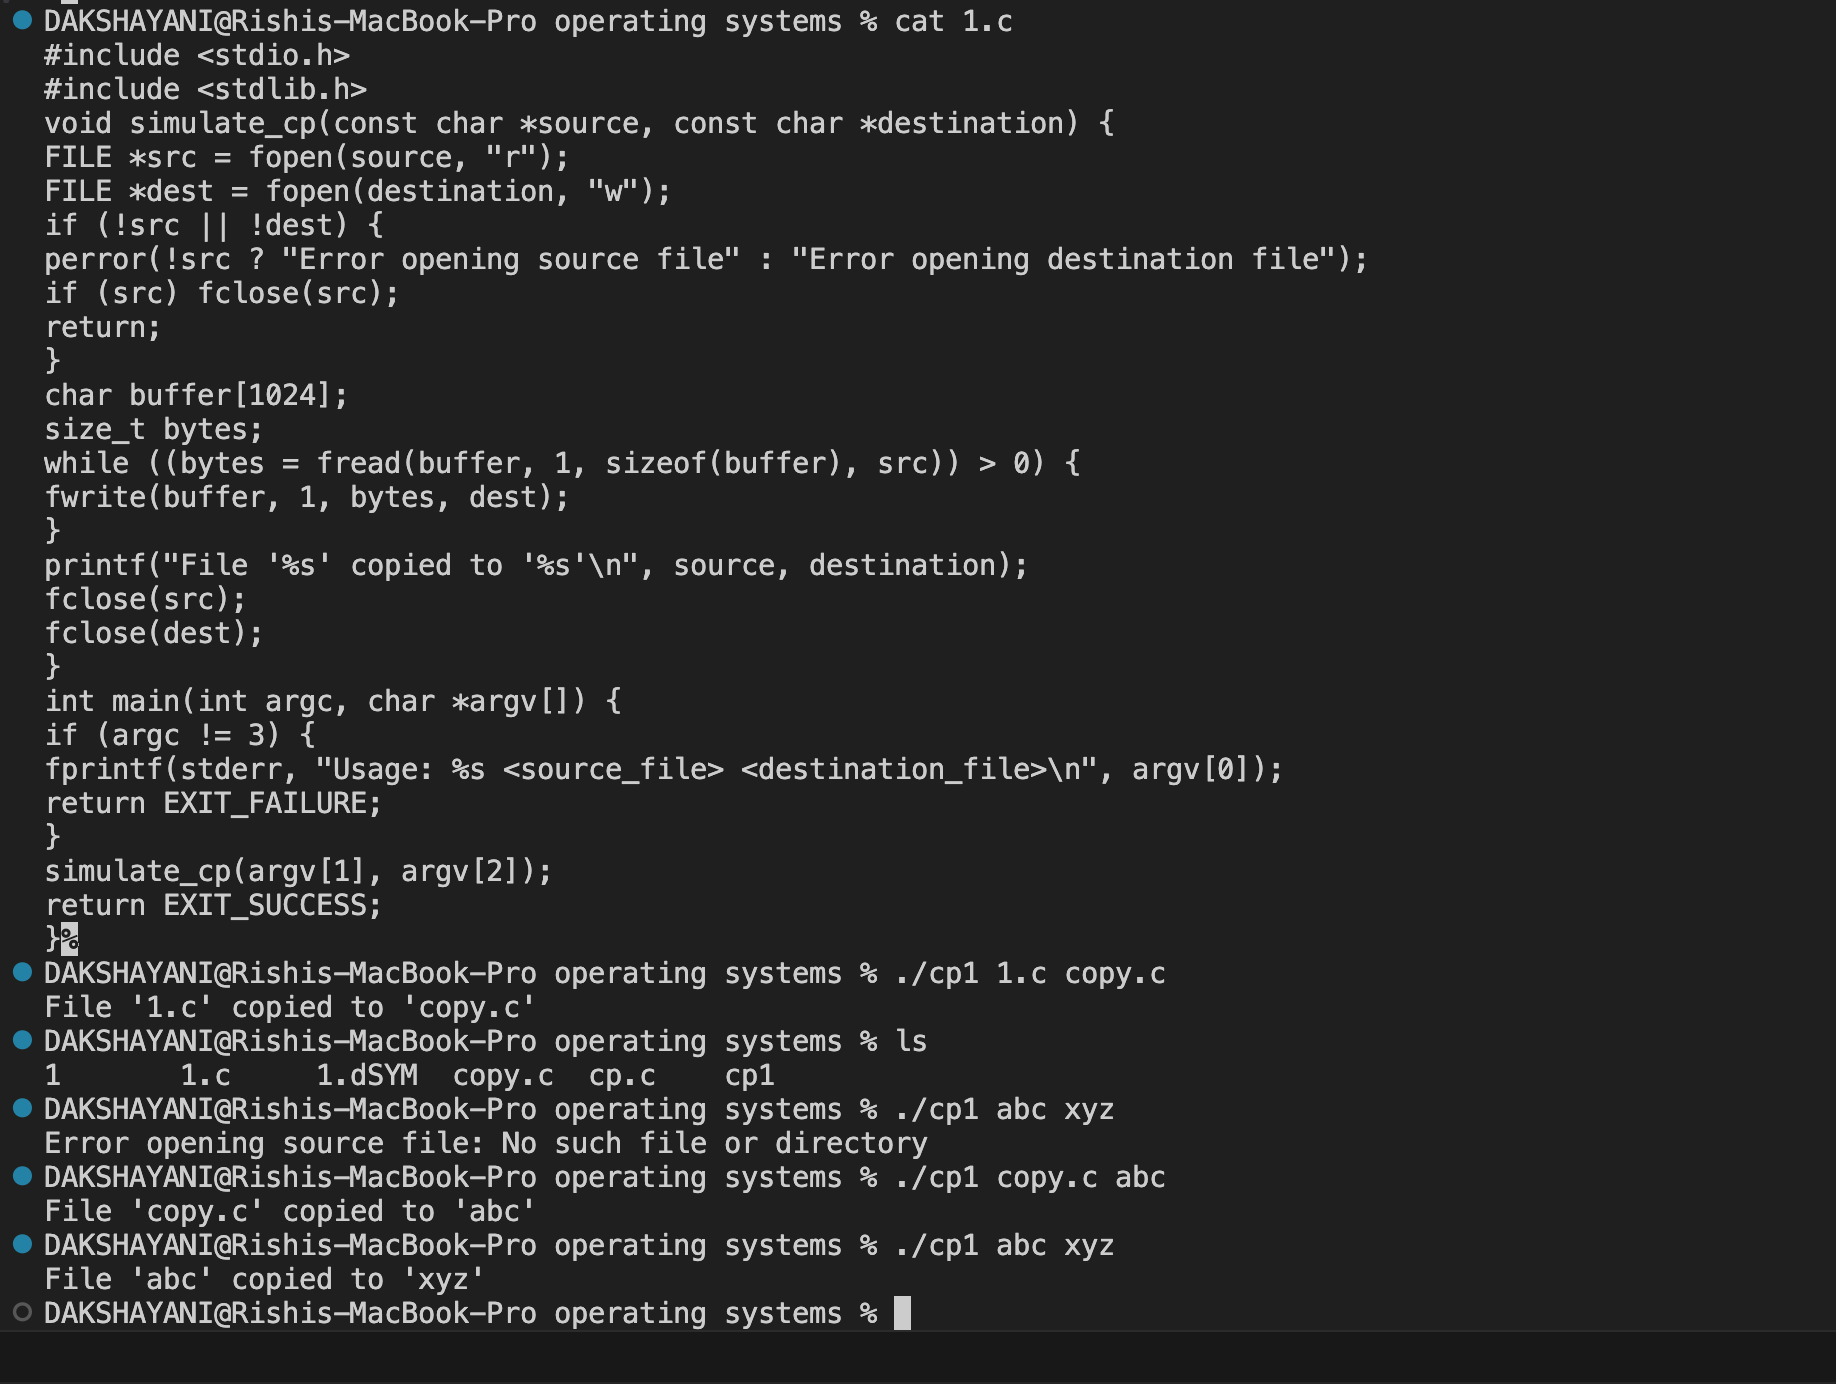 DAKSHAYANI@Rishis-MacBook-Pro operating systems % cat 1.c
#include <stdio.h>
#include <stdlib.h>
void simulate_cp(const char *source, const char *destination) {
FILE *src = fopen(source, "r");
FILE *dest = fopen(destination, "w");
if (!src || !dest) {
perror(!src ? "Error opening source file" : "Error opening destination file");
if (src) fclose(src);
return;
}
char buffer[1024];
size_t bytes;
while ((bytes = fread(buffer, 1, sizeof(buffer), src)) > 0) {
fwrite(buffer, 1, bytes, dest);
}
printf("File '%s' copied to '%s'\n", source, destination);
fclose(src);
fclose(dest);
}
int main(int argc, char *argv[]) {
if (argc != 3) {
fprintf(stderr, "Usage: %s <source_file> <destination_file>\n", argv[0]);
return EXIT_FAILURE;
}
simulate_cp(argv[1], argv[2]);
return EXIT_SUCCESS;
}%
DAKSHAYANI@Rishis-MacBook-Pro operating systems % ./cp1 1.c copy.c
File '1.c' copied to 'copy.c'
DAKSHAYANI@Rishis-MacBook-Pro operating systems % ls
1       1.c     1.dSYM  copy.c  cp.c    cp1
DAKSHAYANI@Rishis-MacBook-Pro operating systems % ./cp1 abc xyz
Error opening source file: No such file or directory
DAKSHAYANI@Rishis-MacBook-Pro operating systems % ./cp1 copy.c abc
File 'copy.c' copied to 'abc'
DAKSHAYANI@Rishis-MacBook-Pro operating systems % ./cp1 abc xyz
File 'abc' copied to 'xyz'
DAKSHAYANI@Rishis-MacBook-Pro operating systems %